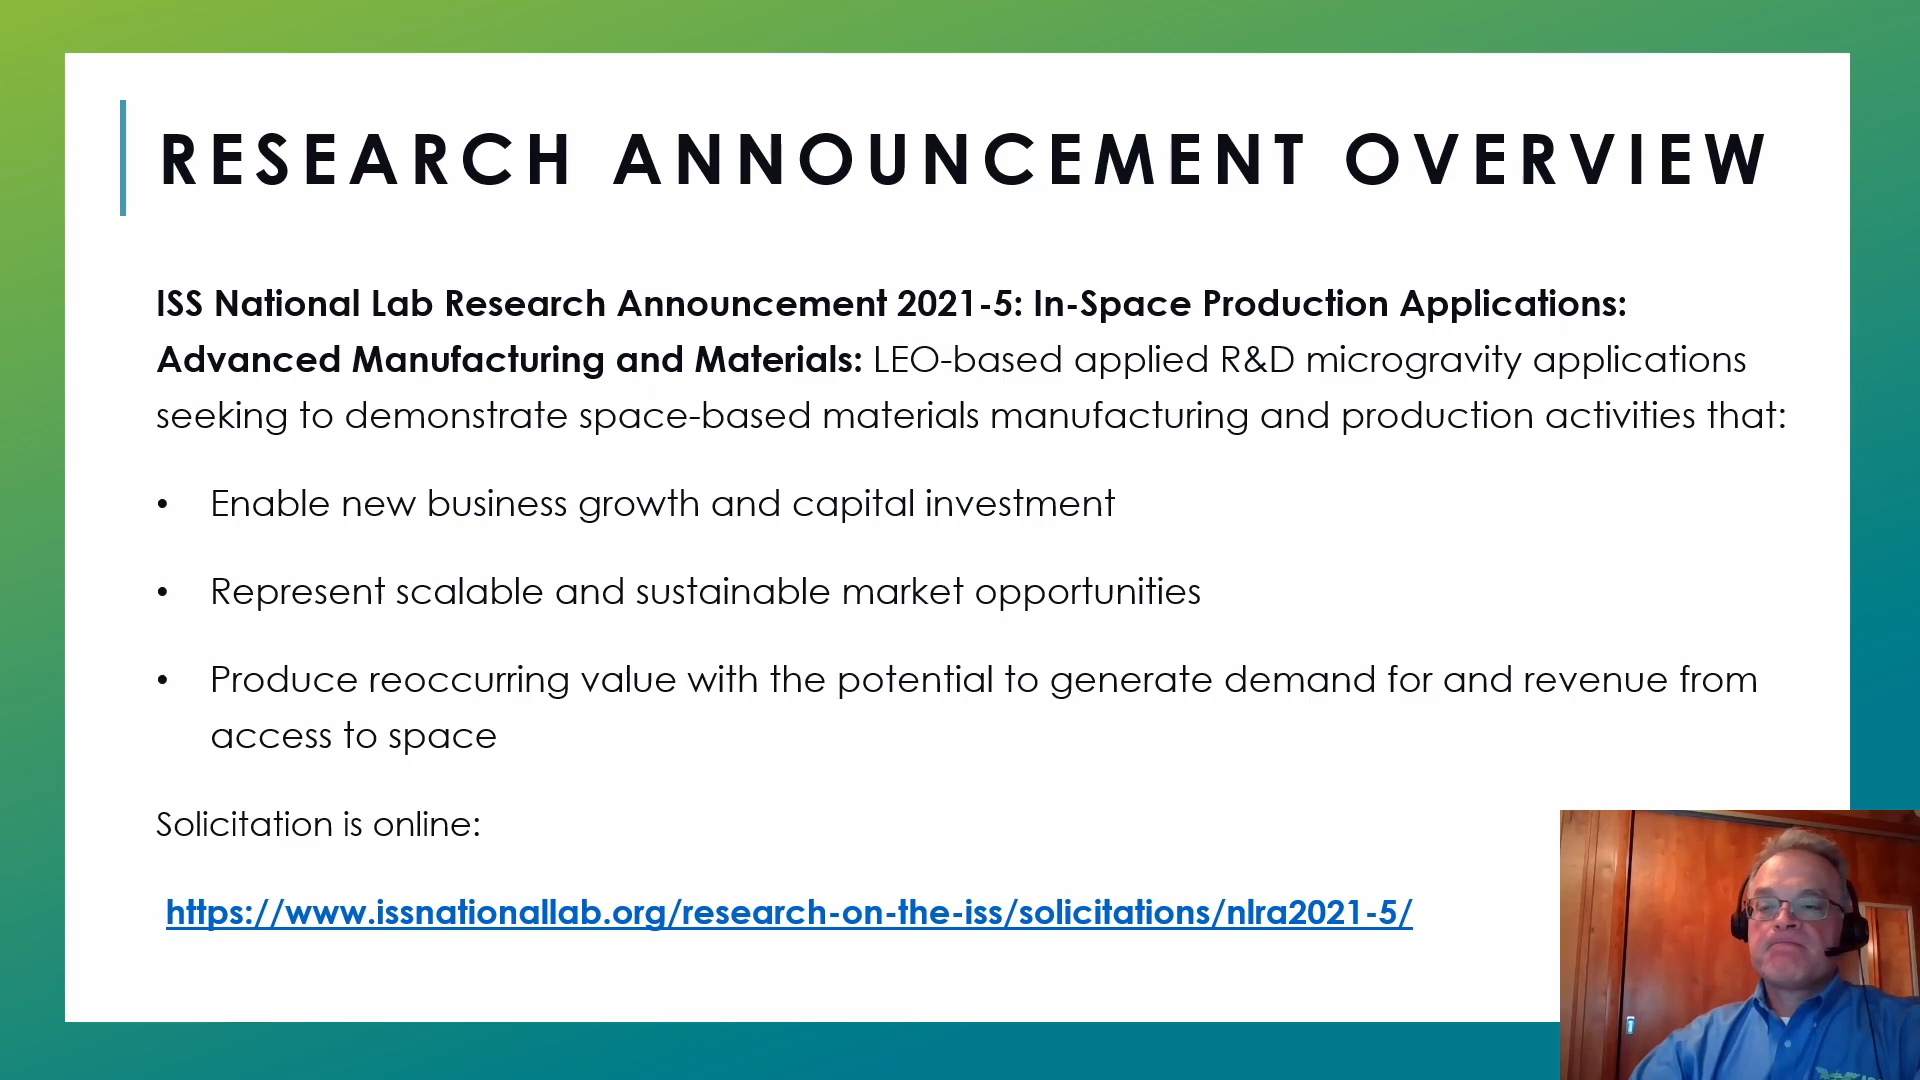 RESEARCH ANNOUNCEMENT OVERVIEW
ISS National Lab Research Announcement 2021-5: In-Space Production Applications:
Advanced Manufacturing and Materials: LEO-based applied R&D microgravity applications
seeking to demonstrate space-based materials manufacturing and production activities that:
• Enable new business growth and capital investment
• Represent scalable and sustainable market opportunities
• Produce reoccurring value with the potential to generate demand for and revenue from
access to space
Solicitation is online:
https://www.issnationallab.org/research-on-the-iss/solicitations/nlra2021-5/